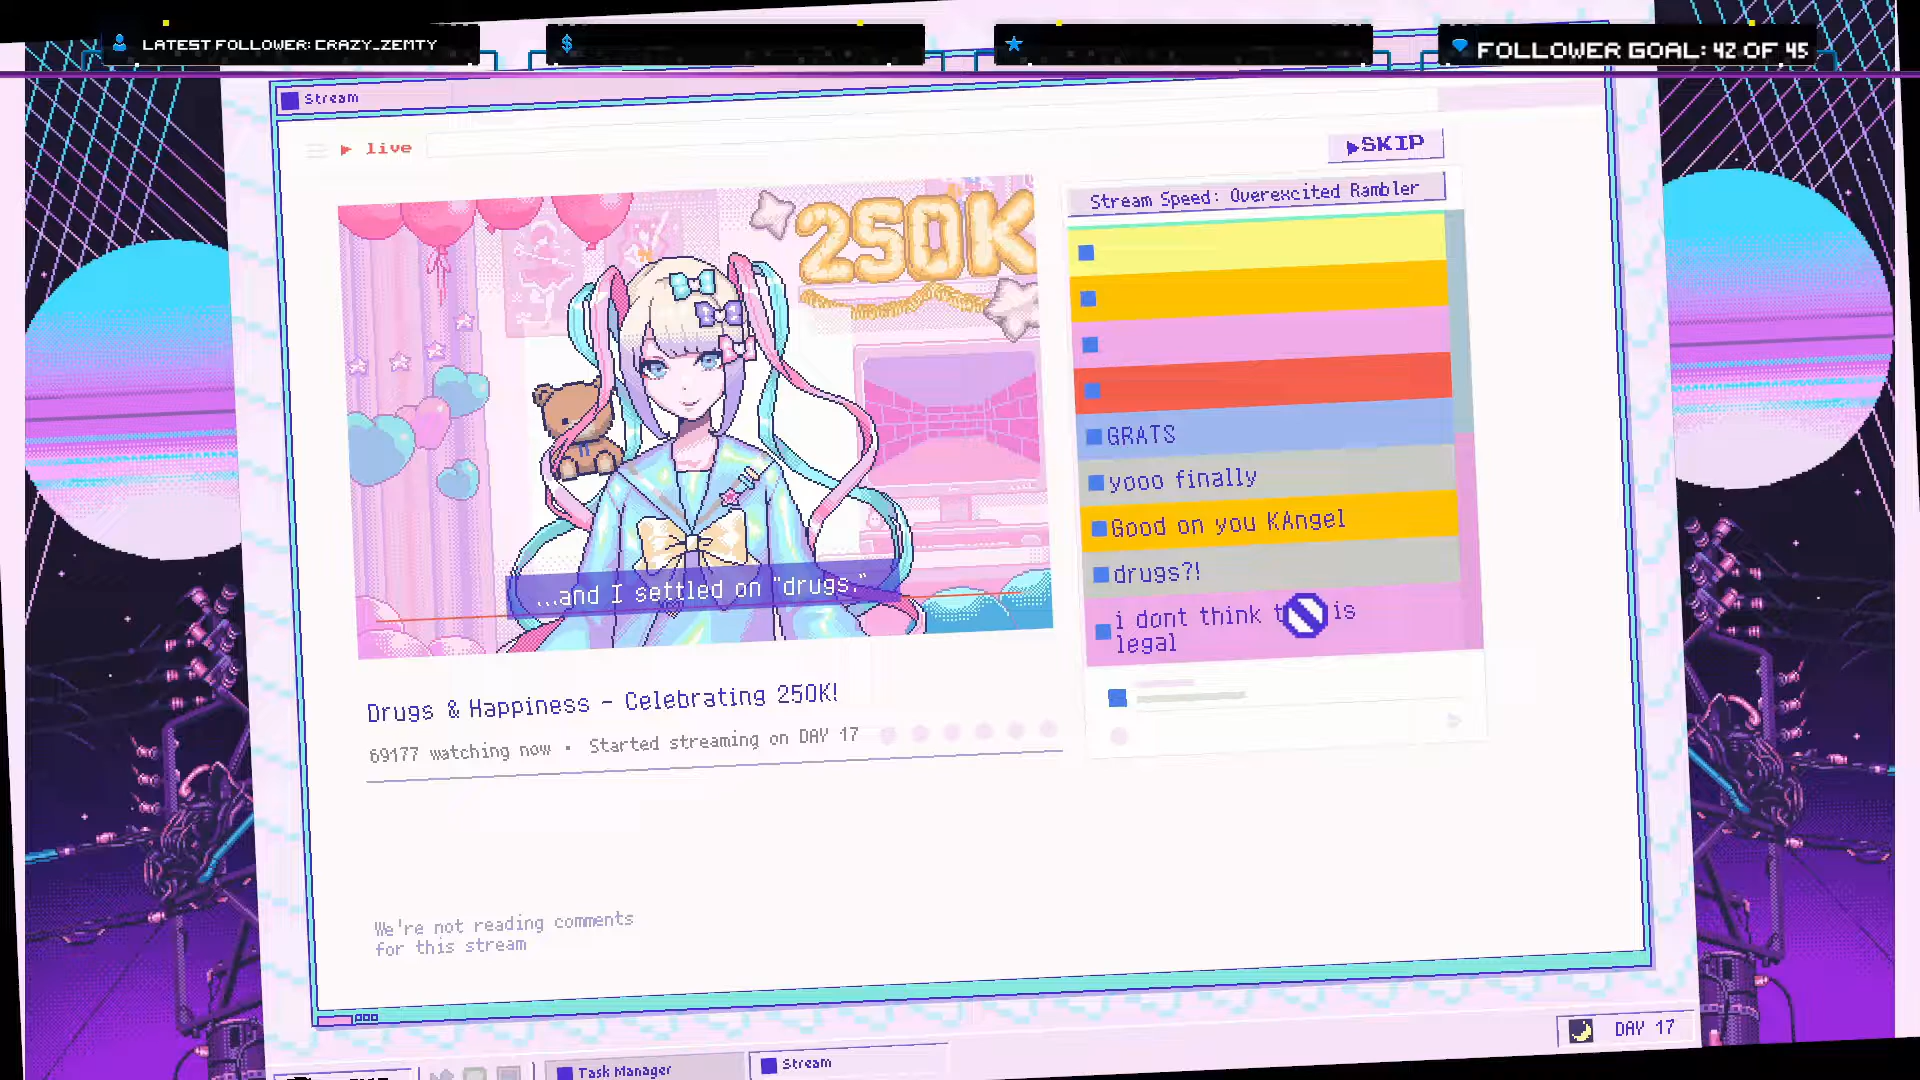 LATEST FOLLOWER: CRAZY_ZEMTY
FOLLOWER GOAL: 42 OF 45
Stream
live
▶SKIP
250K
Stream Speed: Overexcited Rambler
GRATS
yooo finally
Good on you KAngel
drugs?!
i dont think is
legal
...and I settled on "drugs."
Drugs & Happiness - Celebrating 250K!
69177 watching now • Started streaming on DAY 17
We're not reading comments
for this stream
DAY 17
Task Manager
Stream